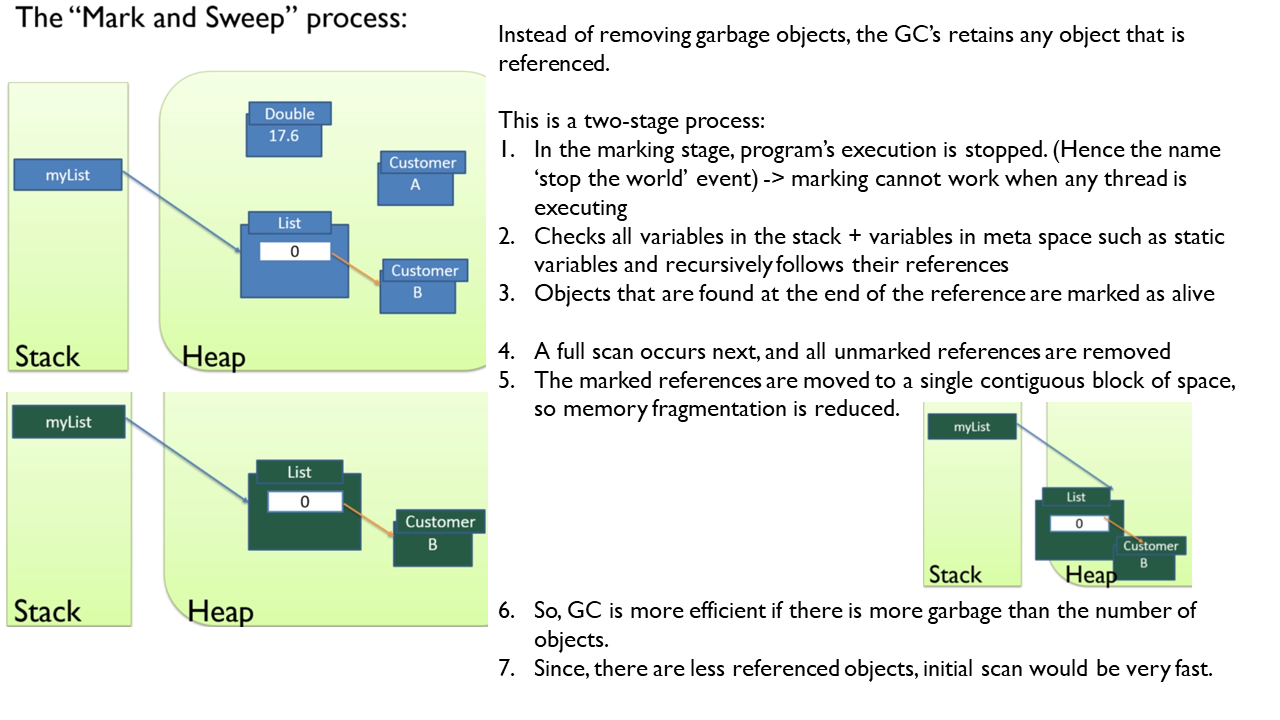 The “Mark and Sweep” process:
myList
Double
17.6
Customer
A
List
0
Customer
B
Stack
Heap
myList
List
0
Customer
B
Stack
Heap
Instead of removing garbage objects, the GC’s retains any object that is
referenced.
This is a two-stage process:
1. In the marking stage, program’s execution is stopped. (Hence the name
‘stop the world’ event) -> marking cannot work when any thread is
executing
2. Checks all variables in the stack + variables in meta space such as static
variables and recursively follows their references
3. Objects that are found at the end of the reference are marked as alive
4. A full scan occurs next, and all unmarked references are removed
5. The marked references are moved to a single contiguous block of space,
so memory fragmentation is reduced.
myList
List
0
Customer
B
Stack
Heap
6. So, GC is more efficient if there is more garbage than the number of
objects.
7. Since, there are less referenced objects, initial scan would be very fast.